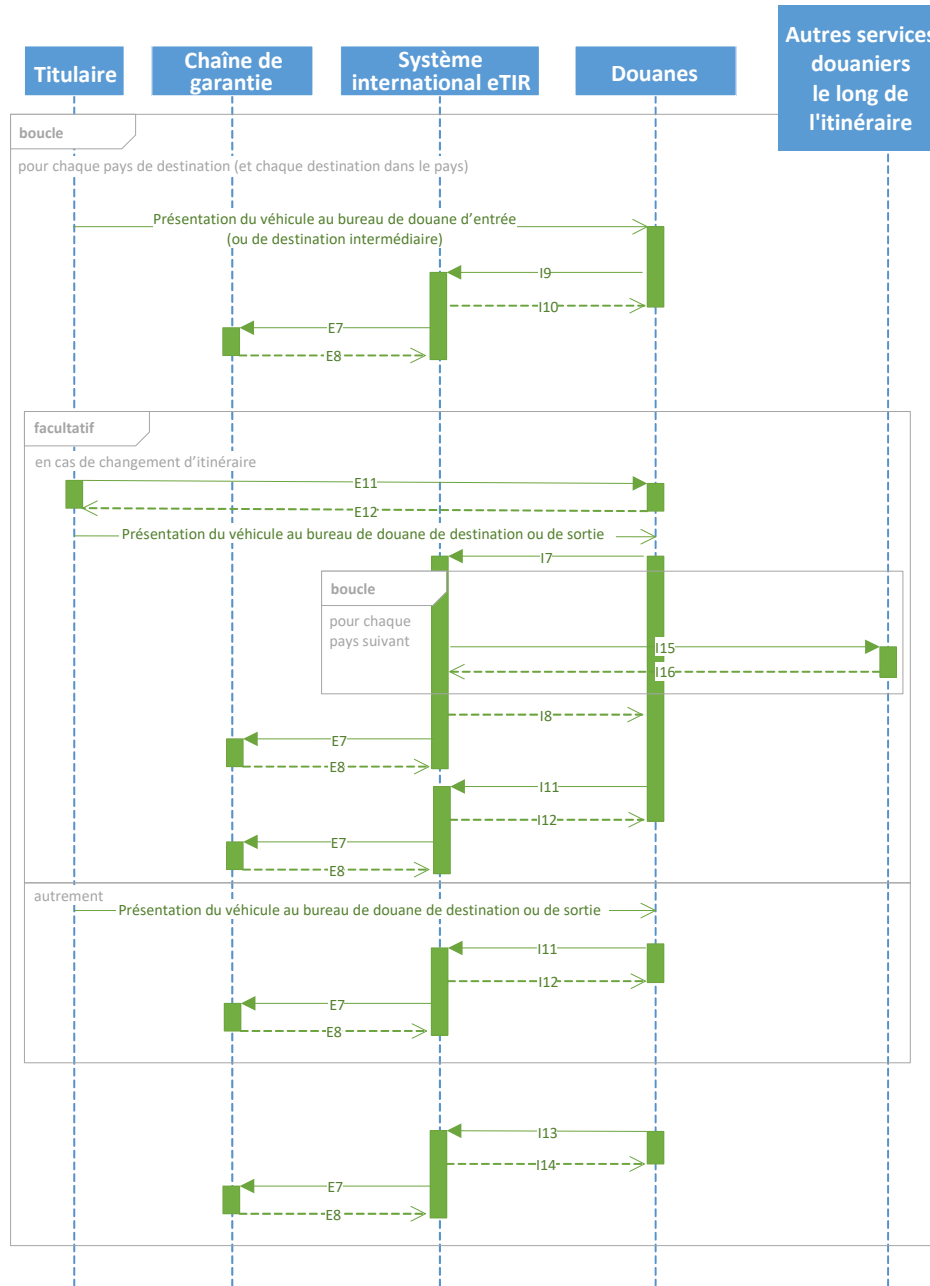 Titulaire
Chaîne de
garantie
Système
international eTIR
Douanes
Autres services
douaniers
le long de
l'itinéraire
boucle
pour chaque pays de destination (et chaque destination dans le pays)
Présentation du véhicule au bureau de douane d’entrée
(ou de destination intermédiaire)
I9
I10
E7
E8
facultatif
en cas de changement d’itinéraire
E11
E12
Présentation du véhicule au bureau de douane de destination ou de sortie
I7
boucle
pour chaque
pays suivant
I15
I16
I8
E7
E8
I11
I12
E7
E8
autrement
Présentation du véhicule au bureau de douane de destination ou de sortie
I11
I12
E7
E8
I13
I14
E7
E8